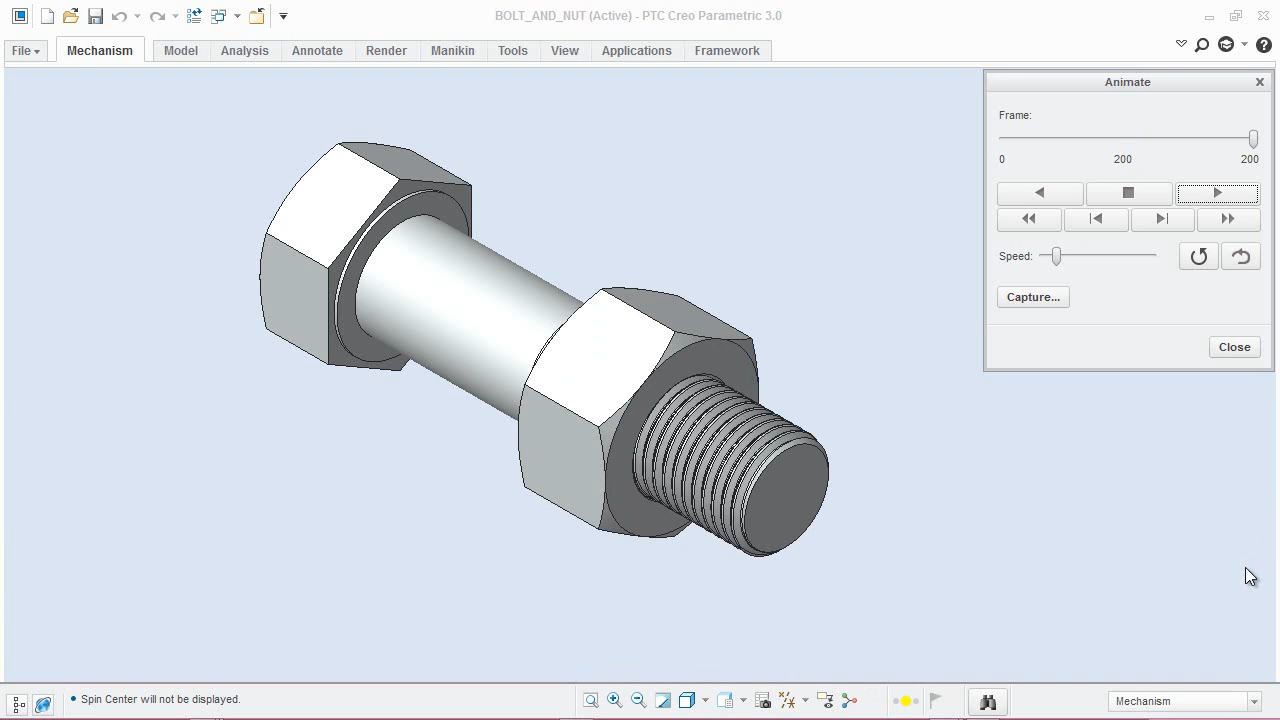 BOLT_AND_NUT (Active) - PTC Creo Parametric 3.0
File Mechanism Model Analysis Annotate Render Manikin Tools View Applications Framework
Animate
Frame:
0 200 200
Speed:
Capture...
Close
Spin Center will not be displayed.
Mechanism